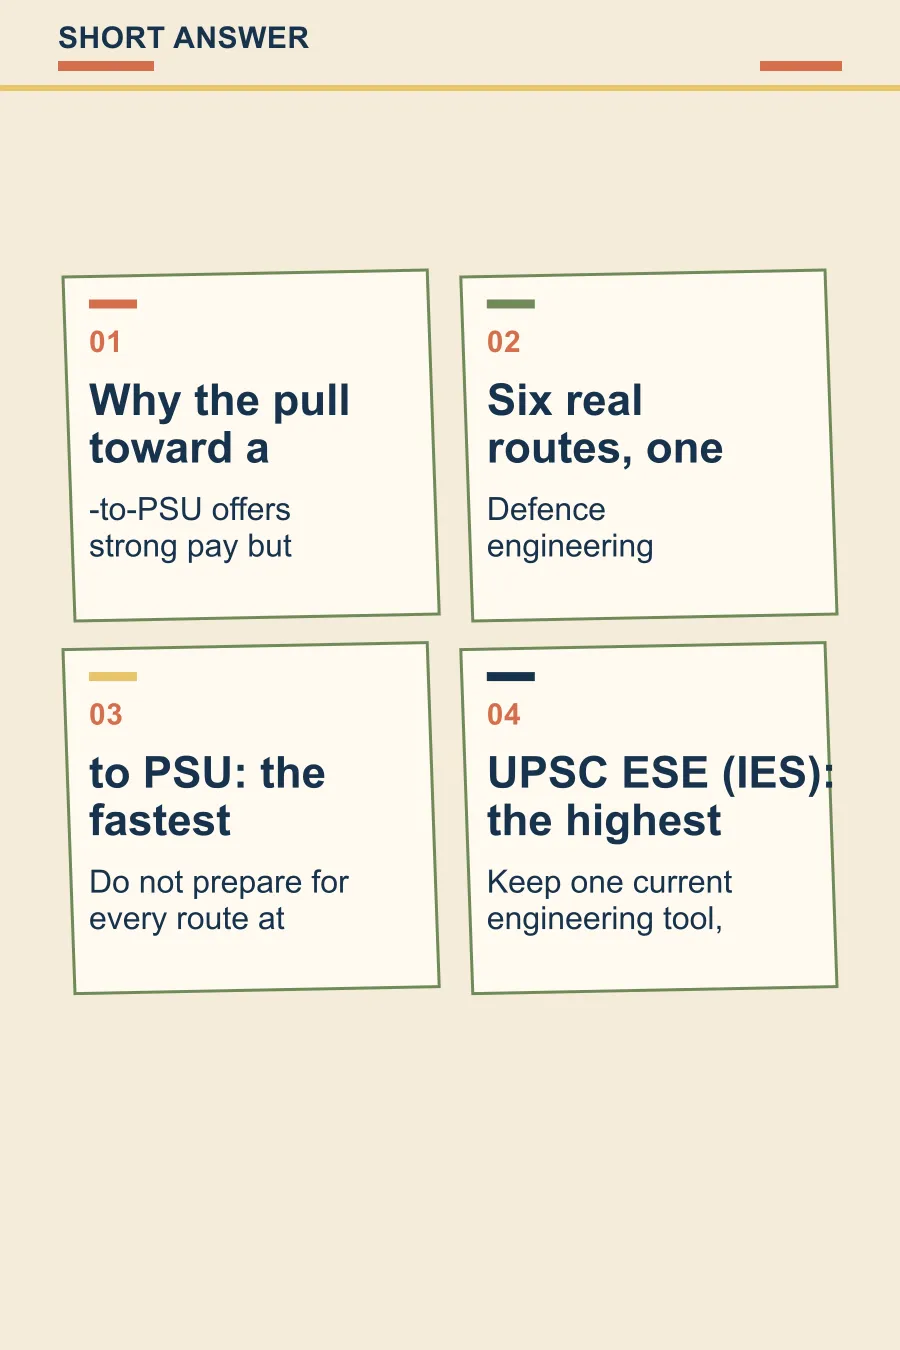 SHORT ANSWER
01
Why the pull
toward a
-to-PSU offers
strong pay but
02
Six real
routes, one
Defence
engineering
03
to PSU: the
fastest
Do not prepare for
every route at
04
UPSC ESE (IES):
the highest
Keep one current
engineering tool,